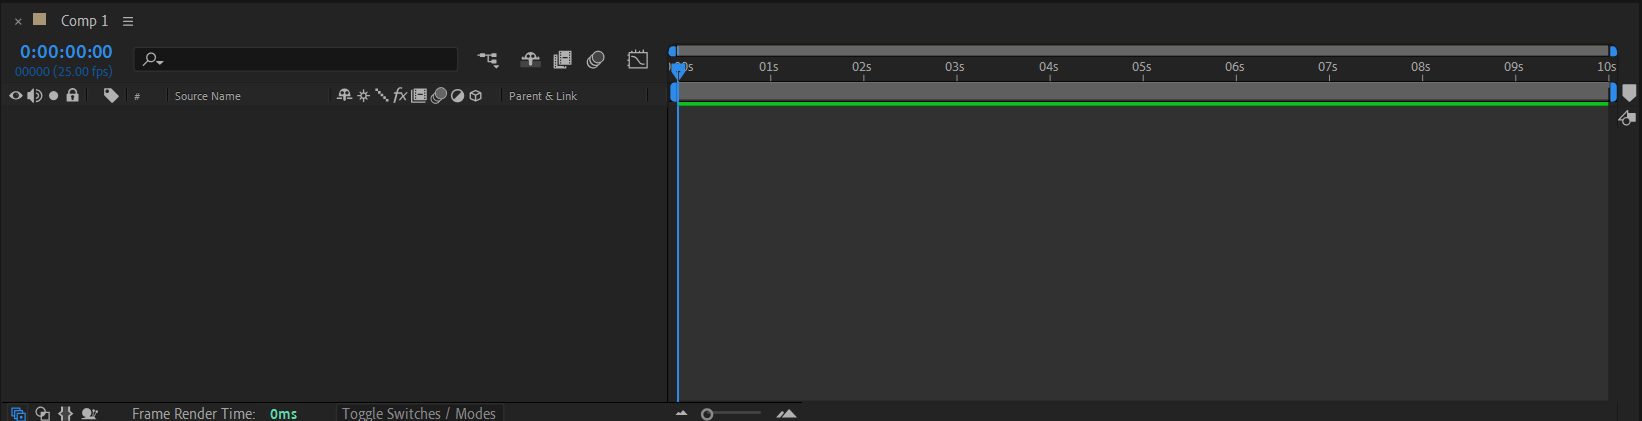 Comp 1
0:00:00:00
00000 (25.00 fps)
01s 02s 03s 04s 05s 06s 07s 08s 09s 10s
# Source Name fx Parent & Link
Frame Render Time: 0ms Toggle Switches / Modes